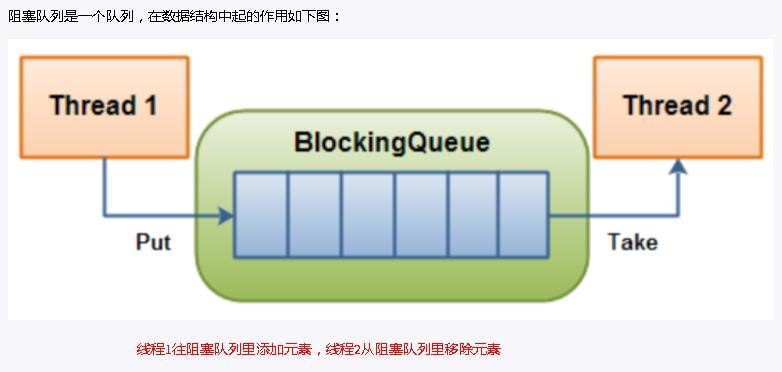 阻塞队列是一个队列，在数据结构中起的作用如下图：
Thread 1
Thread 2
BlockingQueue
Put
Take
线程1往阻塞队列里添加元素，线程2从阻塞队列里移除元素